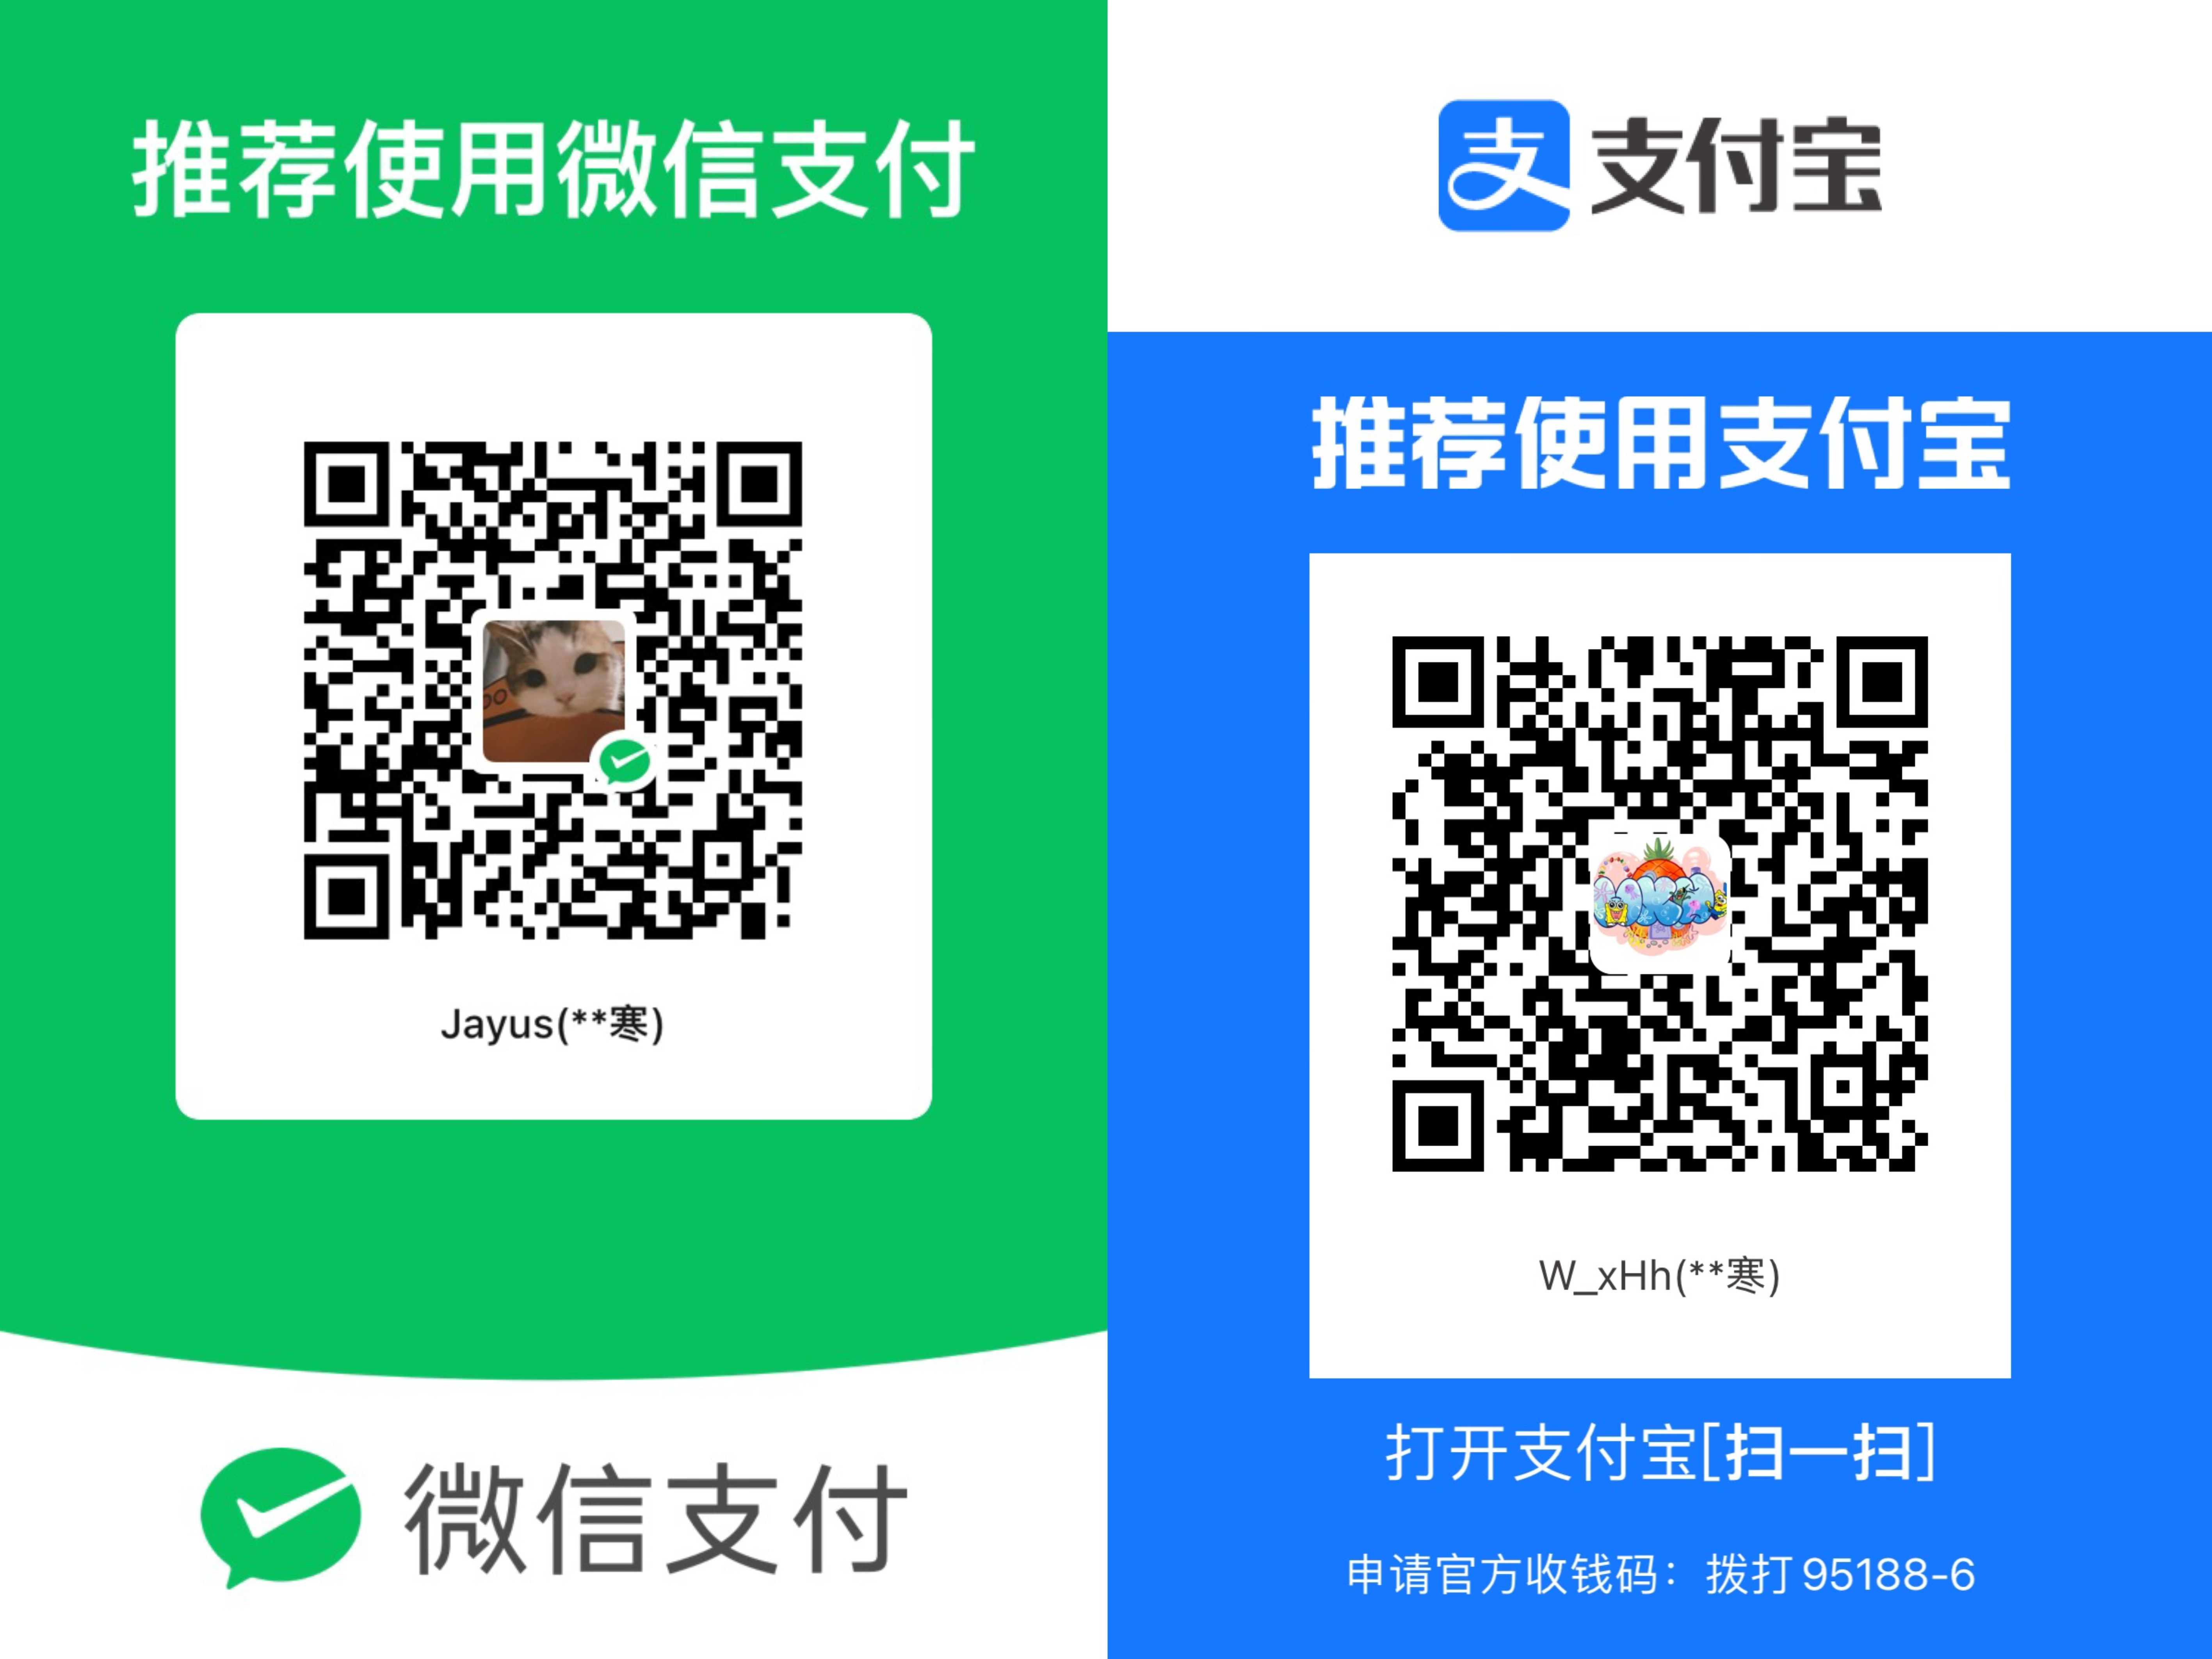 推荐使用微信支付
Jayus(**寒)
微信支付
支 支付宝
推荐使用支付宝
W_xHh(**寒)
打开支付宝[扫一扫]
申请官方收钱码：拨打95188-6